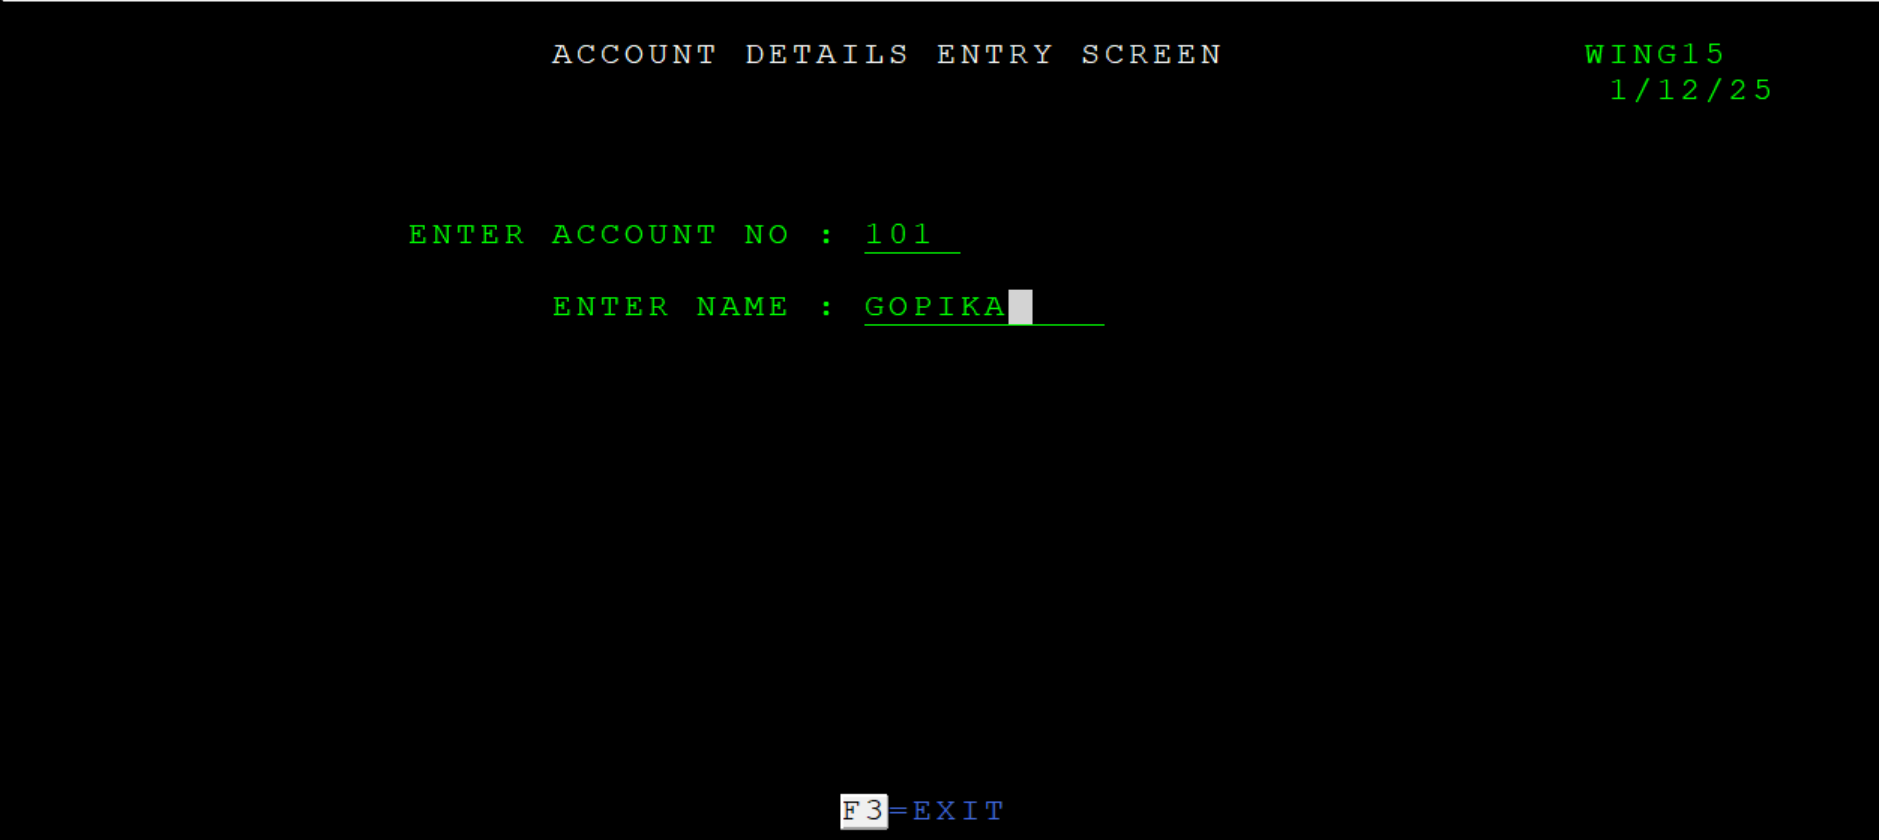 ACCOUNT DETAILS ENTRY SCREEN WING15
1/12/25
ENTER ACCOUNT NO : 101
ENTER NAME : GOPIKA
F3=EXIT